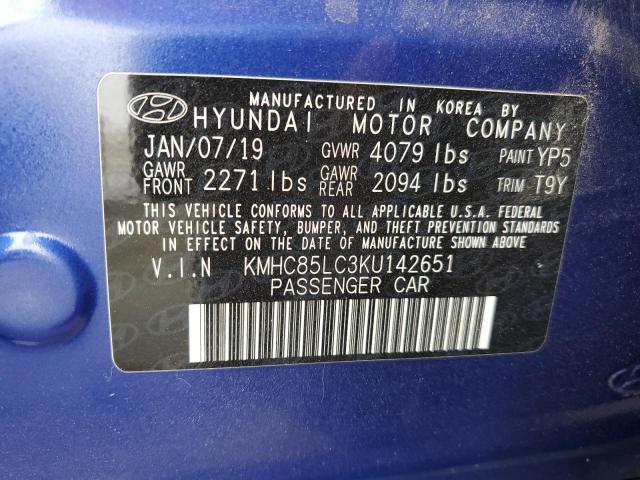 MANUFACTURED IN KOREA BY
HYUNDAI MOTOR COMPANY
JAN/07/19 GVWR 4079 lbs PAINT YP5
GAWR FRONT 2271 lbs GAWR REAR 2094 lbs TRIM T9Y
THIS VEHICLE CONFORMS TO ALL APPLICABLE U.S.A. FEDERAL
MOTOR VEHICLE SAFETY, BUMPER, AND THEFT PREVENTION STANDARDS
IN EFFECT ON THE DATE OF MANUFACTURE SHOWN ABOVE
V.I.N KMHC85LC3KU142651
PASSENGER CAR